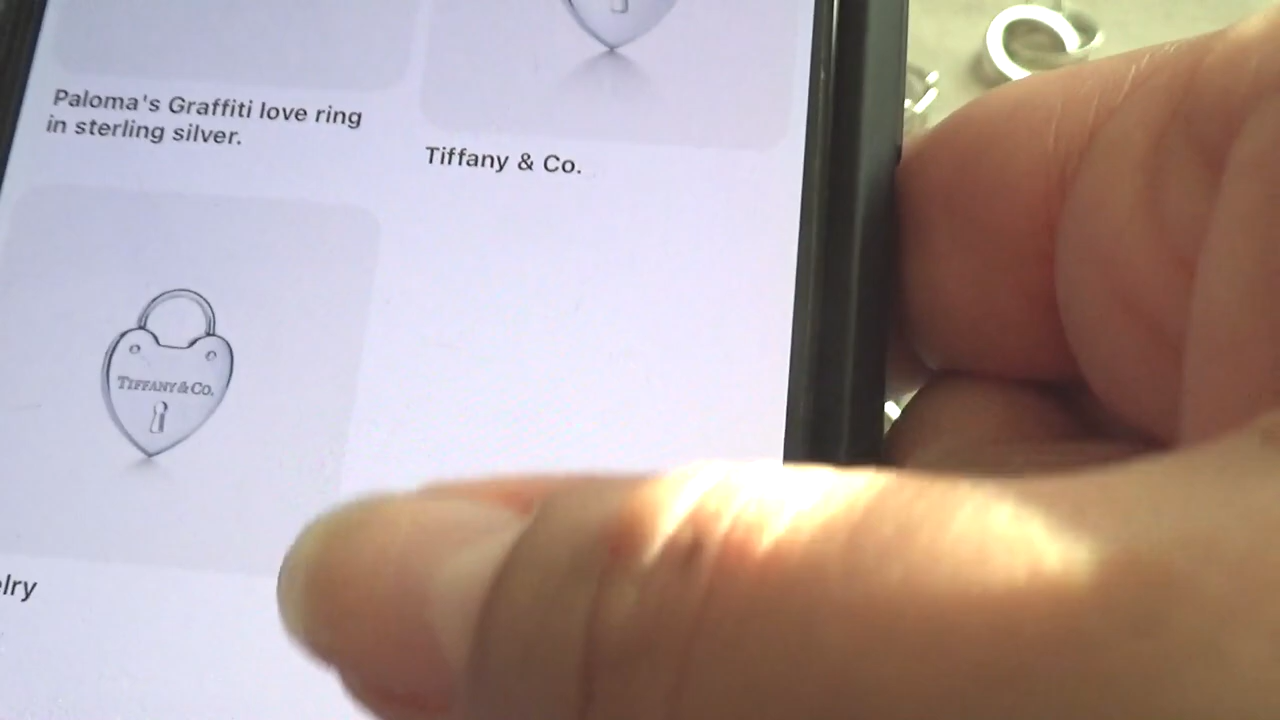 Paloma's Graffiti love ring
in sterling silver.
Tiffany & Co.
TIFFANY & CO.
elry